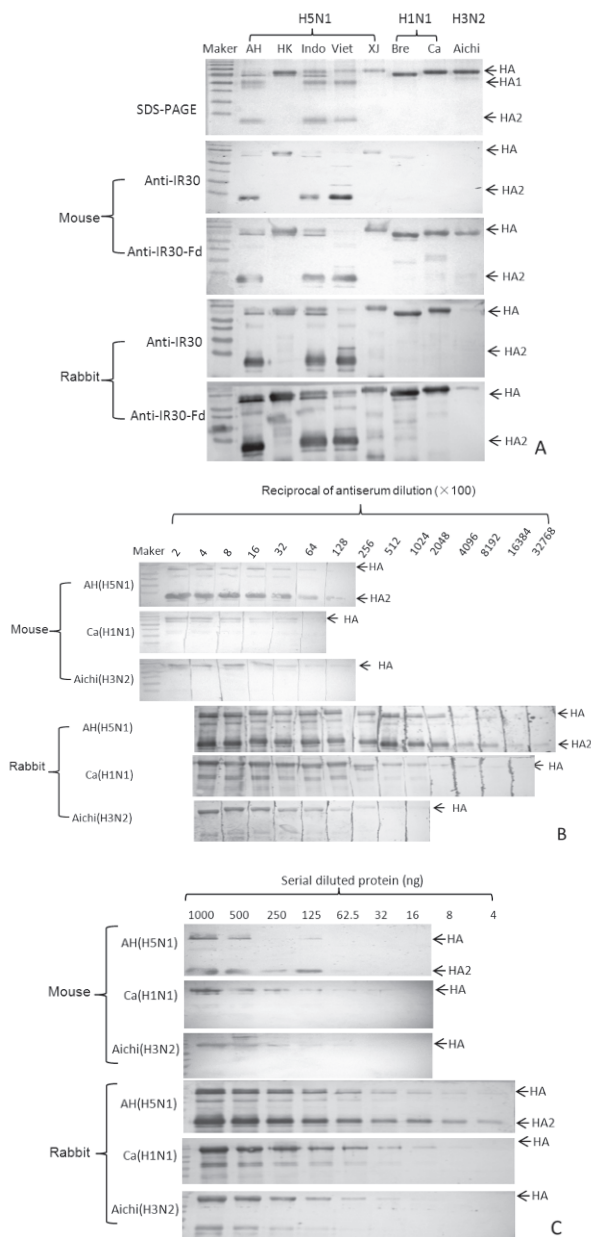 H5N1 H1N1 H3N2
Maker AH HK Indo Viet XJ Bre Ca Aichi
SDS-PAGE
HA
HA1
HA2
Mouse
Anti-IR30
HA
HA2
Anti-IR30-Fd
HA
HA2
Rabbit
Anti-IR30
HA
HA2
Anti-IR30-Fd
HA
HA2
A
Reciprocal of antiserum dilution (×100)
Maker 2 4 8 16 32 64 128 256 512 1024 2048 4096 8192 16384 32768
Mouse
AH(H5N1)
HA
HA2
Ca(H1N1)
HA
Aichi(H3N2)
HA
Rabbit
AH(H5N1)
HA
HA2
Ca(H1N1)
HA
Aichi(H3N2)
HA
B
Serial diluted protein (ng)
1000 500 250 125 62.5 32 16 8 4
Mouse
AH(H5N1)
HA
HA2
Ca(H1N1)
HA
Aichi(H3N2)
HA
Rabbit
AH(H5N1)
HA
HA2
Ca(H1N1)
HA
Aichi(H3N2)
HA
C